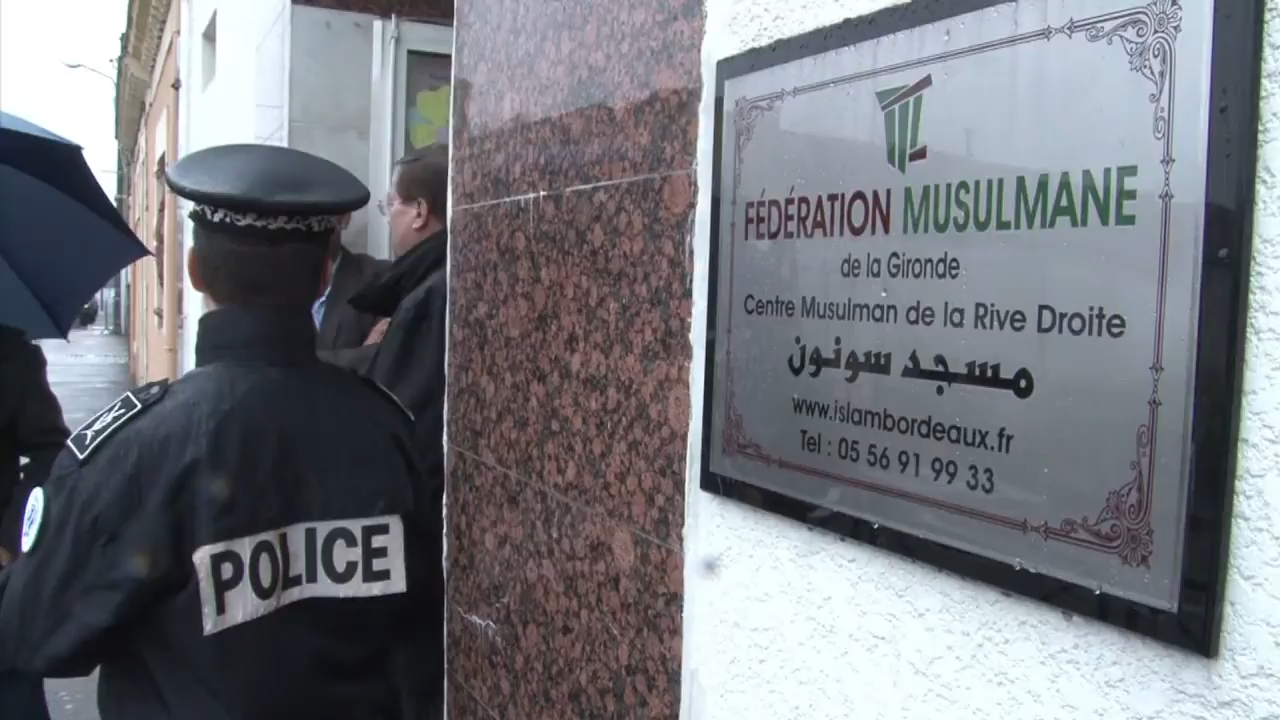 POLICE
FÉDÉRATION MUSULMANE
de la Gironde
Centre Musulman de la Rive Droite
مسجد سونون
www.islambordeaux.fr
Tel : 05 56 91 99 33